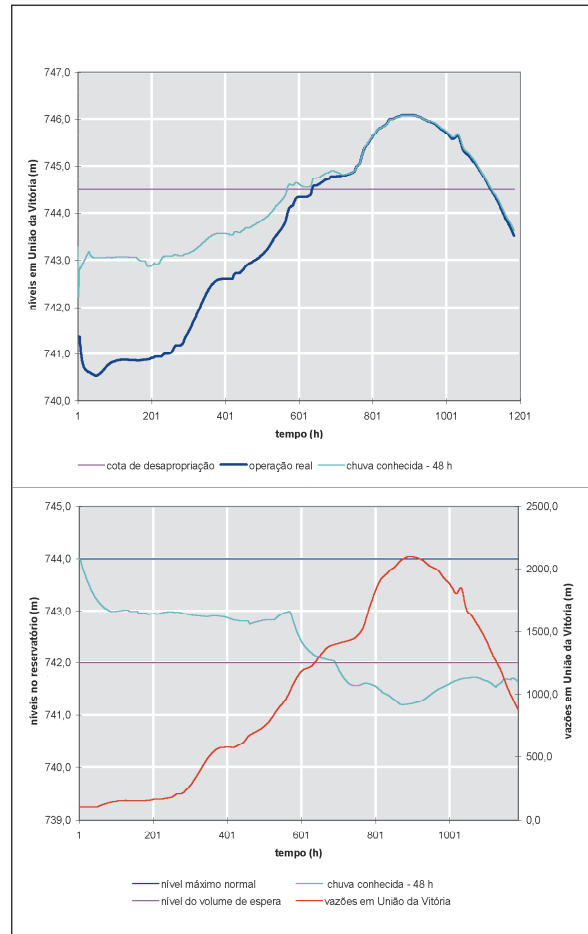 747,0
746,0
745,0
744,0
743,0
742,0
741,0
740,0
níveis em União da Vitória (m)
1 201 401 601 801 1001 1201
tempo (h)
cota de desapropriação operação real chuva conhecida - 48 h
745,0
744,0
743,0
742,0
741,0
740,0
739,0
níveis no reservatório (m)
2500,0
2000,0
1500,0
1000,0
500,0
0,0
vazões em União da Vitória (m)
1 201 401 601 801 1001
tempo (h)
nível máximo normal chuva conhecida - 48 h
nível do volume de espera vazões em União da Vitória